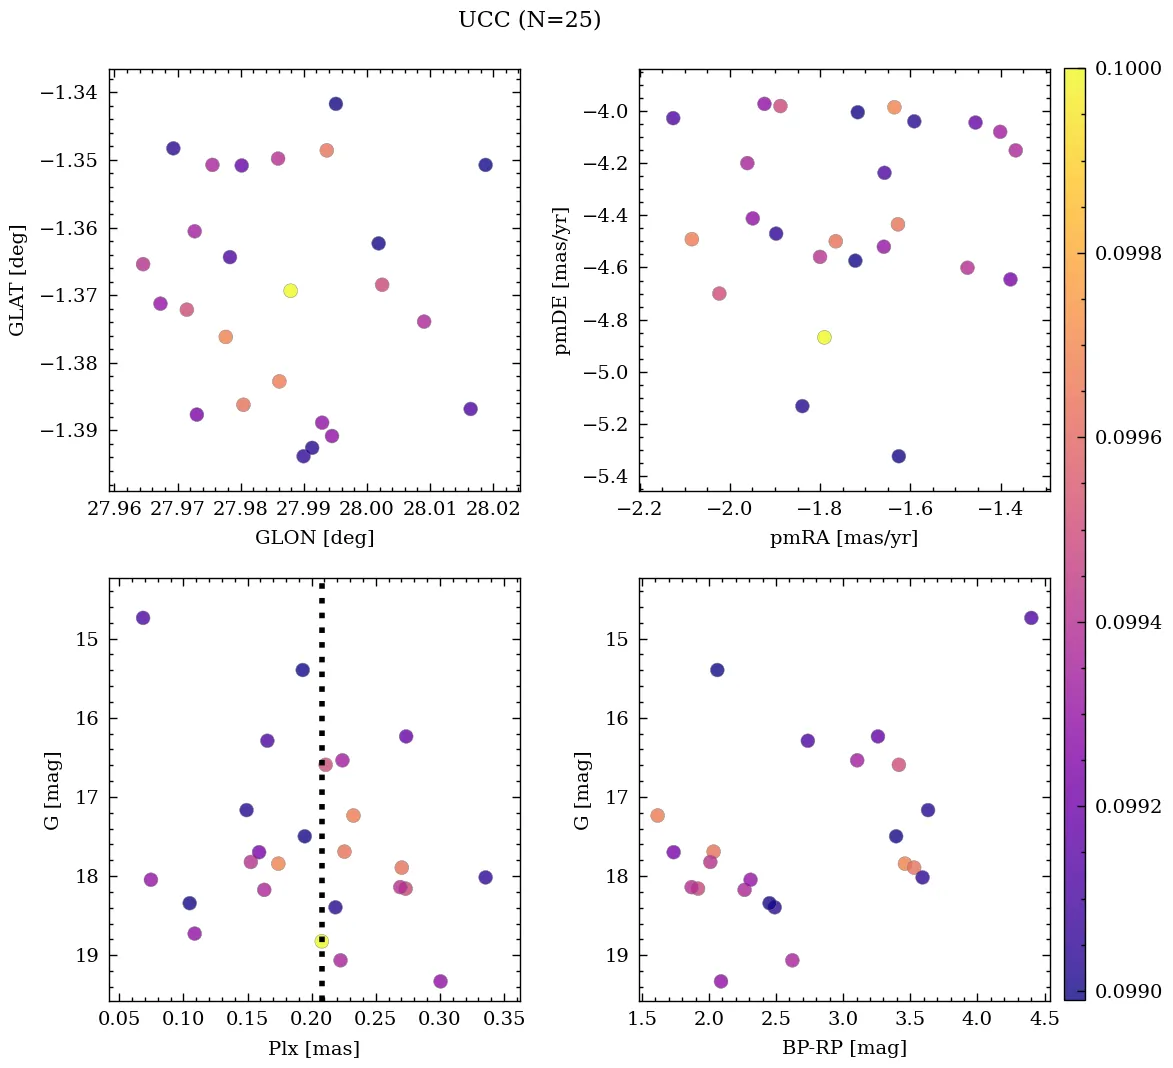 UCC (N=25)
−1.34
−1.35
−1.36
−1.37
−1.38
−1.39
GLAT [deg]
27.96 27.97 27.98 27.99 28.00 28.01 28.02
GLON [deg]
−4.0
−4.2
−4.4
−4.6
−4.8
−5.0
−5.2
−5.4
pmDE [mas/yr]
−2.2 −2.0 −1.8 −1.6 −1.4
pmRA [mas/yr]
0.1000
0.0998
0.0996
0.0994
0.0992
0.0990
15
16
17
18
19
G [mag]
0.05 0.10 0.15 0.20 0.25 0.30 0.35
Plx [mas]
15
16
17
18
19
G [mag]
1.5 2.0 2.5 3.0 3.5 4.0 4.5
BP-RP [mag]